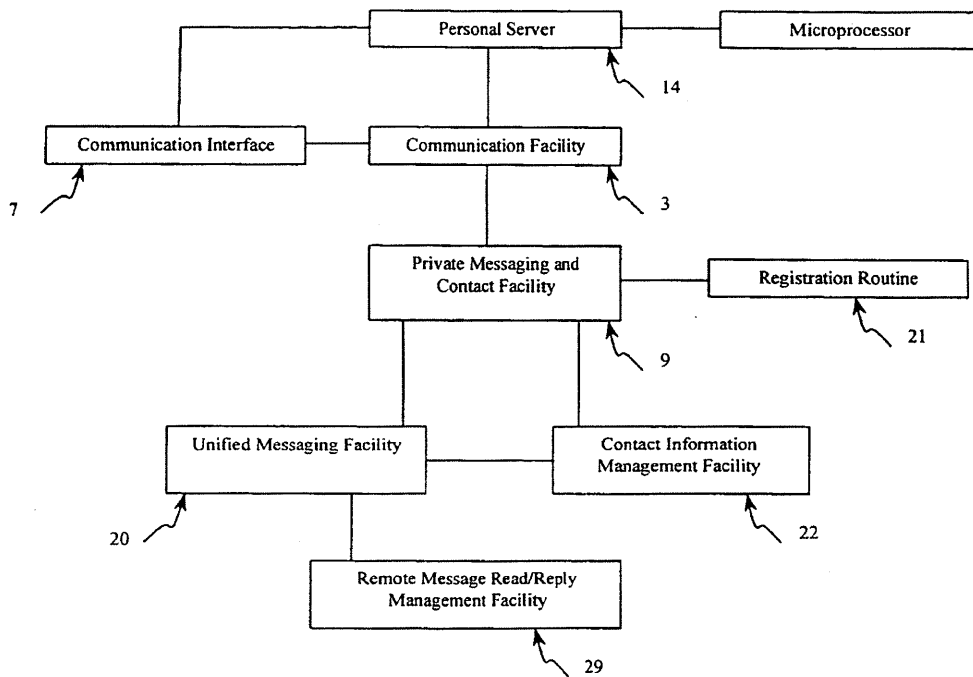 Personal Server
Microprocessor
14
Communication Interface
Communication Facility
7
3
Private Messaging and
Contact Facility
Registration Routine
21
9
Unified Messaging Facility
Contact Information
Management Facility
20
22
Remote Message Read/Reply
Management Facility
29